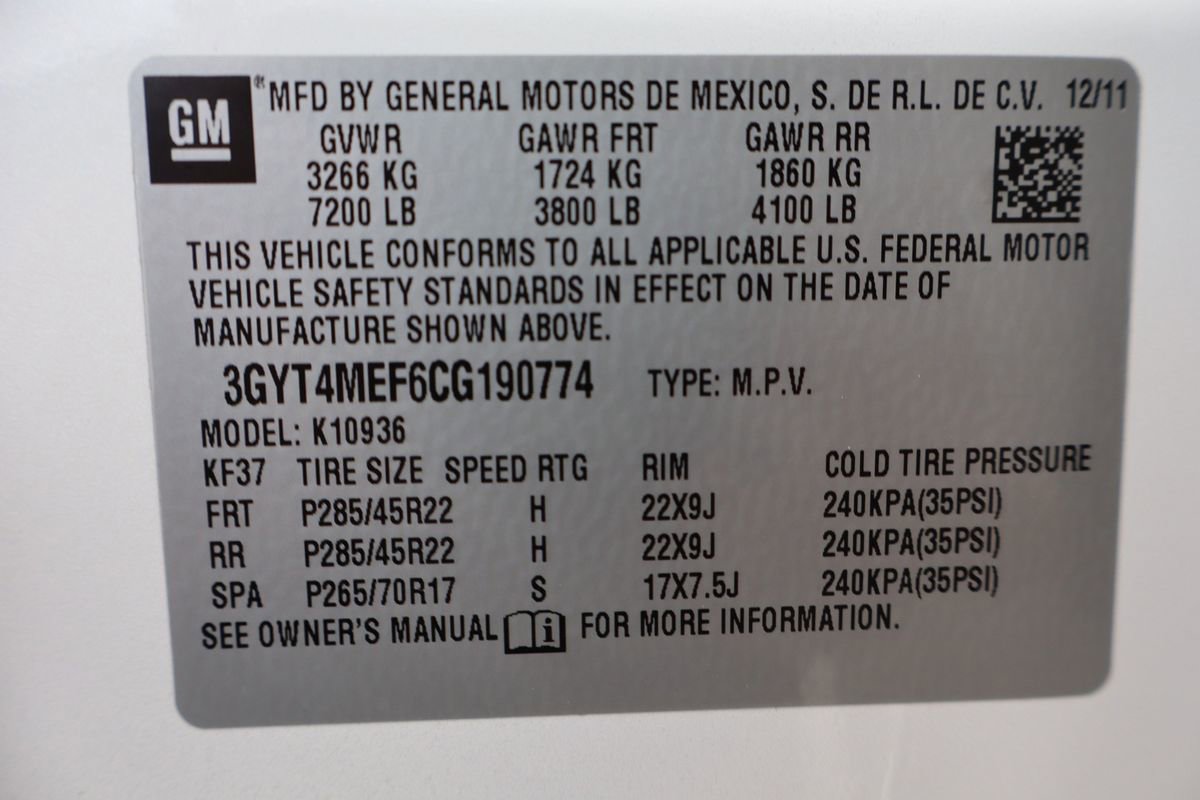 GM ® MFD BY GENERAL MOTORS DE MEXICO, S. DE R.L. DE C.V. 12/11
GVWR GAWR FRT GAWR RR
3266 KG 1724 KG 1860 KG
7200 LB 3800 LB 4100 LB
THIS VEHICLE CONFORMS TO ALL APPLICABLE U.S. FEDERAL MOTOR
VEHICLE SAFETY STANDARDS IN EFFECT ON THE DATE OF
MANUFACTURE SHOWN ABOVE.
3GYT4MEF6CG190774 TYPE: M.P.V.
MODEL: K10936
KF37 TIRE SIZE SPEED RTG RIM COLD TIRE PRESSURE
FRT P285/45R22 H 22X9J 240KPA(35PSI)
RR P285/45R22 H 22X9J 240KPA(35PSI)
SPA P265/70R17 S 17X7.5J 240KPA(35PSI)
SEE OWNER'S MANUAL i FOR MORE INFORMATION.